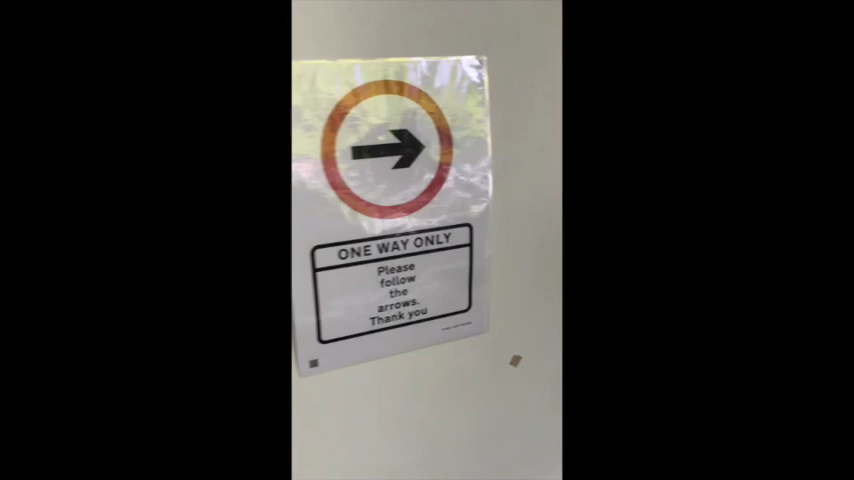 ONE WAY ONLY
Please
follow
the
arrows.
Thank you